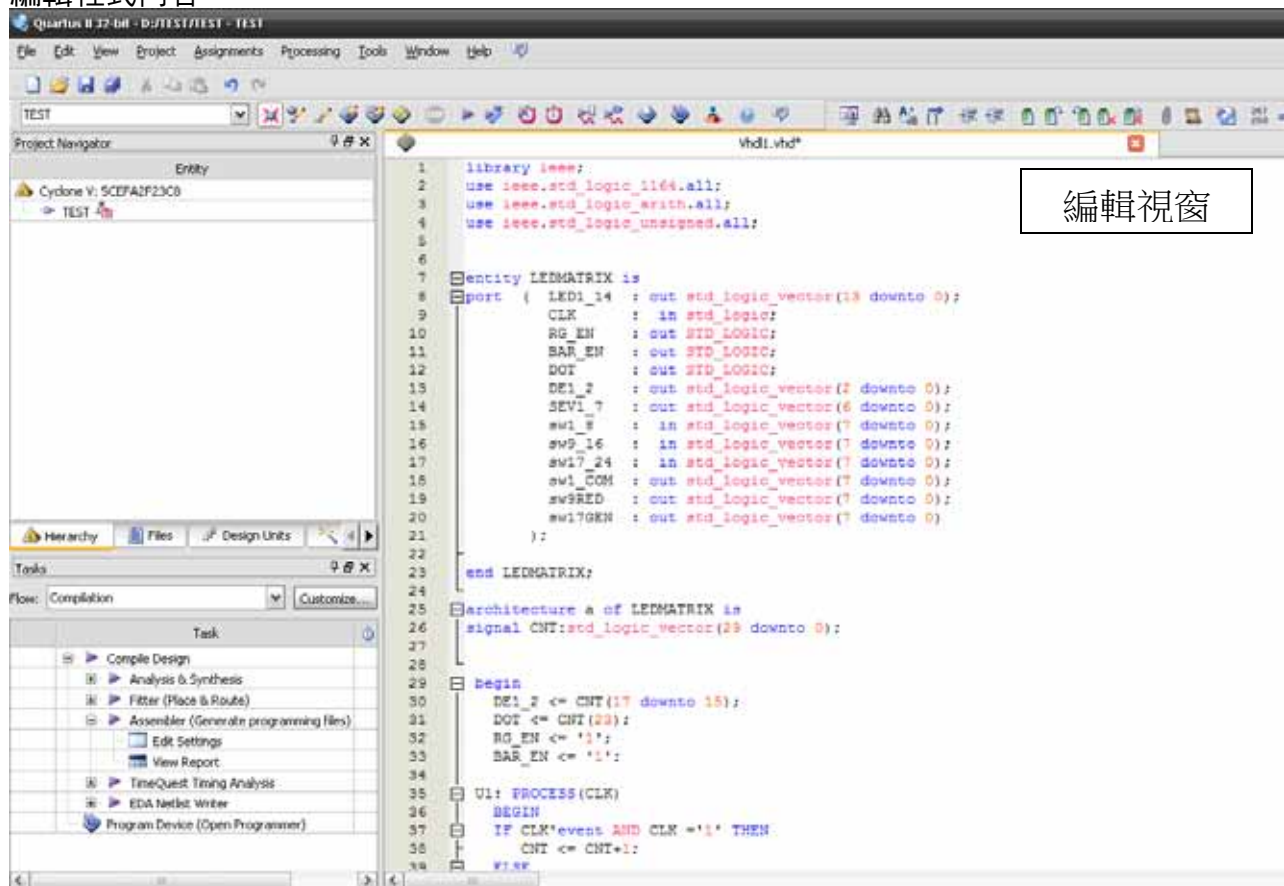 編輯程式內容
Quartus II 32-bit - D:/TEST/TEST - TEST
File Edit View Project Assignments Processing Tools Window Help
TEST
Project Navigator
Entity
Cyclone V: 5CEFA2F23C8
TEST
Hierarchy Files Design Units
Tasks
Flow: Compilation Customize...
Task
Compile Design
Analysis & Synthesis
Fitter (Place & Route)
Assembler (Generate programming files)
Edit Settings
View Report
TimeQuest Timing Analysis
EDA Netlist Writer
Program Device (Open Programmer)
Vhdl1.vhd*
編輯視窗
1 library ieee;
2 use ieee.std_logic_1164.all;
3 use ieee.std_logic_arith.all;
4 use ieee.std_logic_unsigned.all;
5
6
7 entity LEDMATRIX is
8 port ( LED1_14 : out std_logic_vector(13 downto 0);
9 CLK : in std_logic;
10 RG_EN : out STD_LOGIC;
11 BAR_EN : out STD_LOGIC;
12 DOT : out STD_LOGIC;
13 DE1_2 : out std_logic_vector(2 downto 0);
14 SEV1_7 : out std_logic_vector(6 downto 0);
15 sw1_8 : in std_logic_vector(7 downto 0);
16 sw9_16 : in std_logic_vector(7 downto 0);
17 sw17_24 : in std_logic_vector(7 downto 0);
18 sw1_COM : out std_logic_vector(7 downto 0);
19 sw9RED : out std_logic_vector(7 downto 0);
20 sw17GEN : out std_logic_vector(7 downto 0)
21 );
22
23 end LEDMATRIX;
24
25 architecture a of LEDMATRIX is
26 signal CNT:std_logic_vector(29 downto 0);
27
28
29 begin
30 DE1_2 <= CNT(17 downto 15);
31 DOT <= CNT(23);
32 RG_EN <= '1';
33 BAR_EN <= '1';
34
35 U1: PROCESS(CLK)
36 BEGIN
37 IF CLK'event AND CLK ='1' THEN
38 CNT <= CNT+1;
39 ELSE